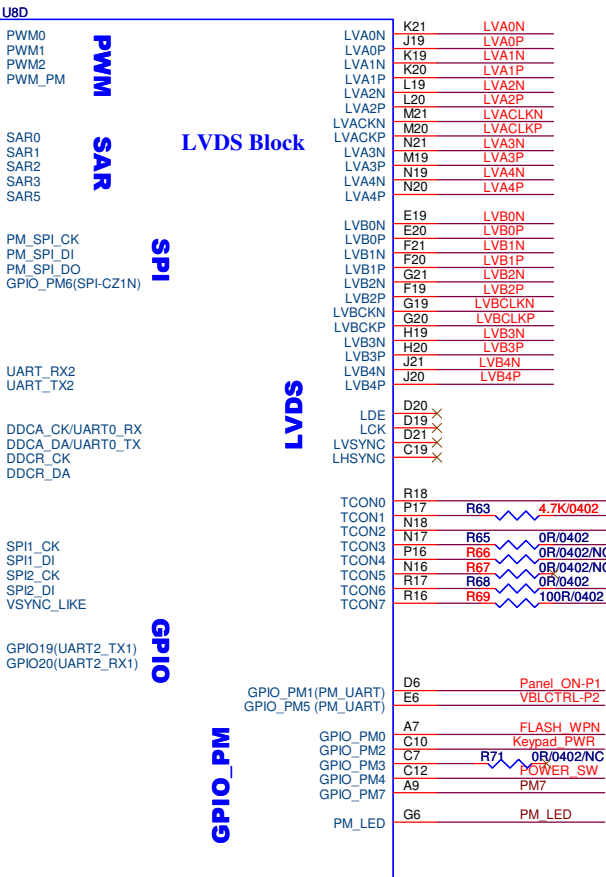 U8D
PWM0
PWM1
PWM2
PWM_PM
PWM
SAR0
SAR1
SAR2
SAR3
SAR5
SAR
LVDS Block
PM_SPI_CK
PM_SPI_DI
PM_SPI_DO
GPIO_PM6(SPI-CZ1N)
SPI
UART_RX2
UART_TX2
DDCA_CK/UART0_RX
DDCA_DA/UART0_TX
DDCR_CK
DDCR_DA
LVDS
SPI1_CK
SPI1_DI
SPI2_CK
SPI2_DI
VSYNC_LIKE
GPIO19(UART2_TX1)
GPIO20(UART2_RX1)
GPIO
GPIO_PM
LVA0N K21 LVA0N
LVA0P J19 LVA0P
LVA1N K19 LVA1N
LVA1P K20 LVA1P
LVA2N L19 LVA2N
LVA2P L20 LVA2P
LVACKN M21 LVACLKN
LVACKP M20 LVACLKP
LVA3N N21 LVA3N
LVA3P M19 LVA3P
LVA4N N19 LVA4N
LVA4P N20 LVA4P
LVB0N E19 LVB0N
LVB0P E20 LVB0P
LVB1N F21 LVB1N
LVB1P F20 LVB1P
LVB2N G21 LVB2N
LVB2P F19 LVB2P
LVBCKN G19 LVBCLKN
LVBCKP G20 LVBCLKP
LVB3N H19 LVB3N
LVB3P H20 LVB3P
LVB4N J21 LVB4N
LVB4P J20 LVB4P
LDE D20
LCK D19
LVSYNC D21
LHSYNC C19
TCON0 R18
TCON1 P17 R63 4.7K/0402
TCON2 N18
TCON3 N17 R65 0R/0402
TCON4 P16 R66 0R/0402/NC
TCON5 N16 R67 0R/0402/NC
TCON6 R17 R68 0R/0402
TCON7 R16 R69 100R/0402
GPIO_PM1(PM_UART) D6 Panel_ON-P1
GPIO_PM5 (PM_UART) E6 VBLCTRL-P2
GPIO_PM0 A7 FLASH_WPN
GPIO_PM2 C10 Keypad_PWR
GPIO_PM3 C7 R71 0R/0402/NC
GPIO_PM4 C12 POWER_SW
GPIO_PM7 A9 PM7
PM_LED G6 PM_LED